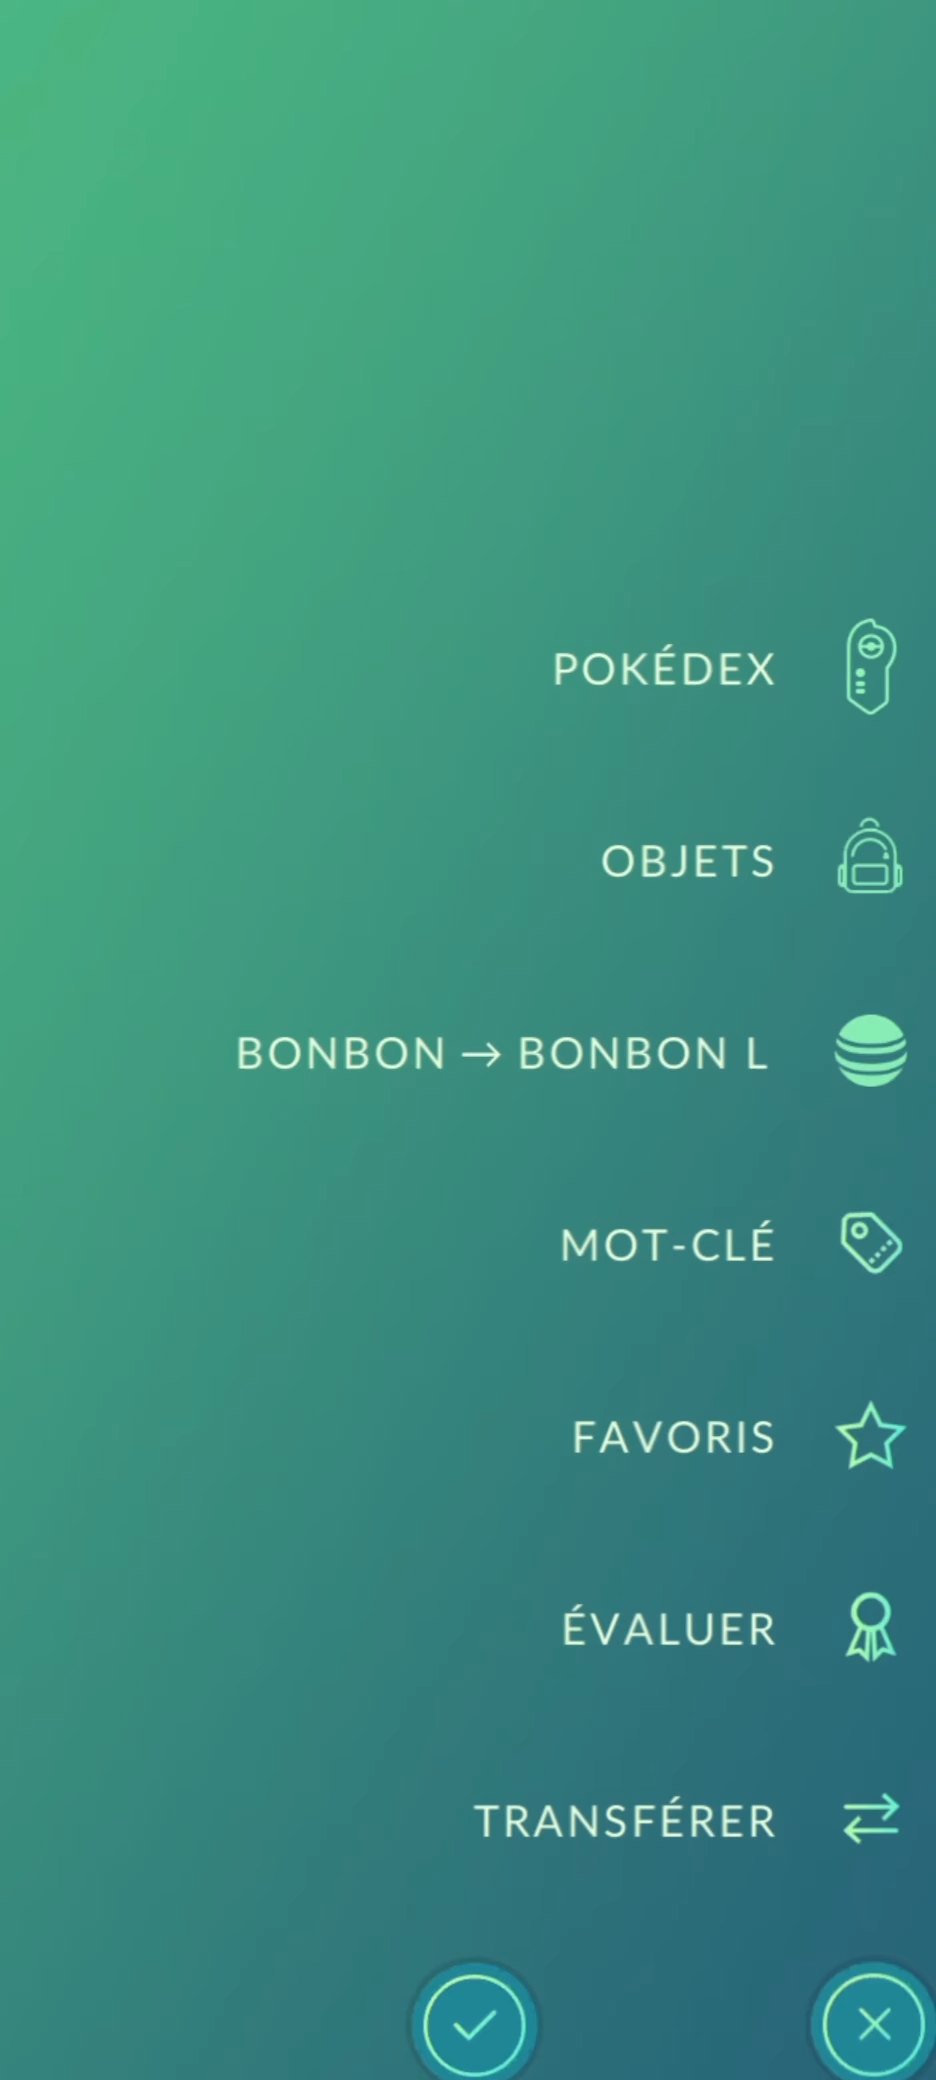 POKÉDEX
OBJETS
BONBON → BONBON L
MOT-CLÉ
FAVORIS
ÉVALUER
TRANSFÉRER